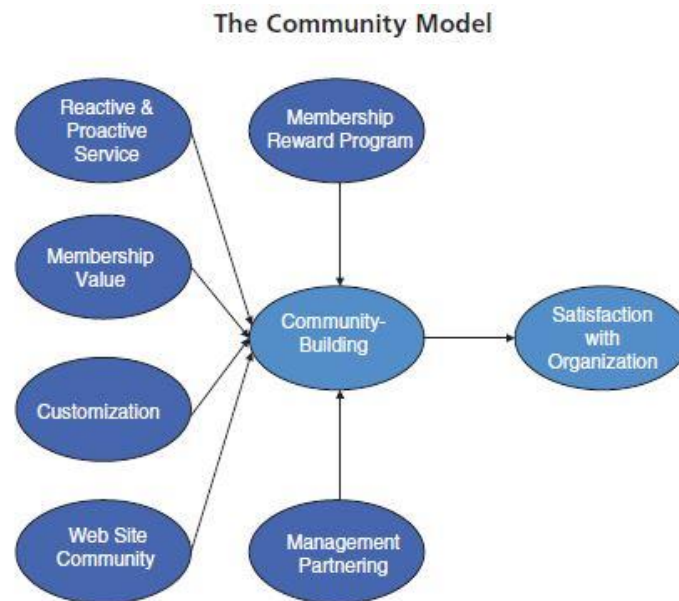 The Community Model
Reactive &
Proactive
Service
Membership
Reward Program
Membership
Value
Community-
Building
Satisfaction
with
Organization
Customization
Web Site
Community
Management
Partnering